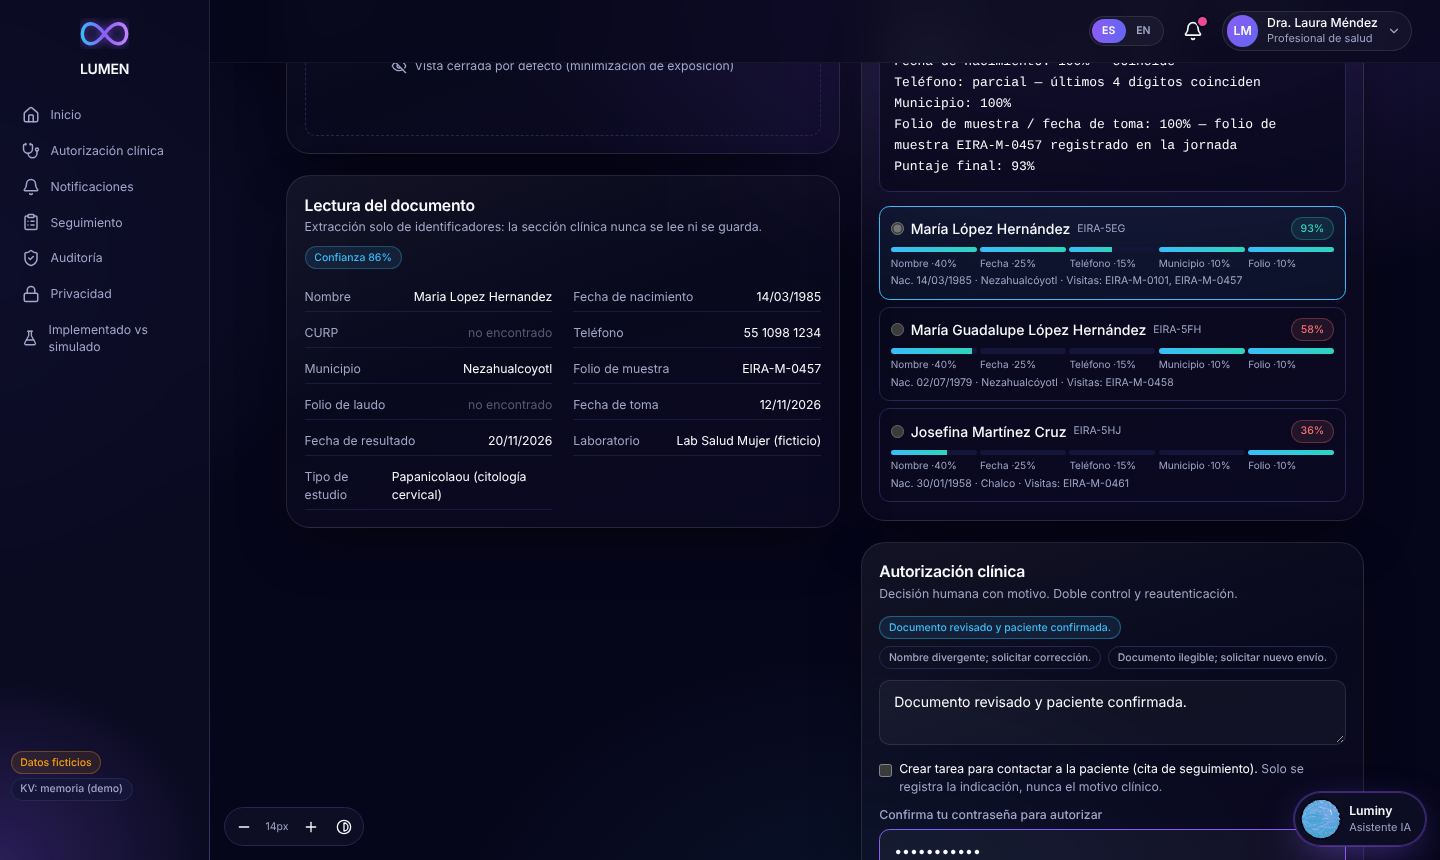 LUMEN
Inicio
Autorización clínica
Notificaciones
Seguimiento
Auditoría
Privacidad
Implementado vs
simulado
Datos ficticios
KV: memoria (demo)
ES
EN
LM
Dra. Laura Méndez
Profesional de salud
Vista cerrada por defecto (minimización de exposición)
Lectura del documento
Extracción solo de identificadores: la sección clínica nunca se lee ni se guarda.
Confianza 86%
Nombre
Maria Lopez Hernandez
Fecha de nacimiento
14/03/1985
CURP
no encontrado
Teléfono
55 1098 1234
Municipio
Nezahualcoyotl
Folio de muestra
EIRA-M-0457
Folio de laudo
no encontrado
Fecha de toma
12/11/2026
Fecha de resultado
20/11/2026
Laboratorio
Lab Salud Mujer (ficticio)
Tipo de
estudio
Papanicolaou (citología
cervical)
14px
Fecha de nacimiento: 100% — coincide
Teléfono: parcial — últimos 4 dígitos coinciden
Municipio: 100%
Folio de muestra / fecha de toma: 100% — folio de
muestra EIRA-M-0457 registrado en la jornada
Puntaje final: 93%
María López Hernández EIRA-5EG
93%
Nombre ·40%
Fecha ·25%
Teléfono ·15%
Municipio ·10%
Folio ·10%
Nac. 14/03/1985 · Nezahualcóyotl · Visitas: EIRA-M-0101, EIRA-M-0457
María Guadalupe López Hernández EIRA-5FH
58%
Nombre ·40%
Fecha ·25%
Teléfono ·15%
Municipio ·10%
Folio ·10%
Nac. 02/07/1979 · Nezahualcóyotl · Visitas: EIRA-M-0458
Josefina Martínez Cruz EIRA-5HJ
36%
Nombre ·40%
Fecha ·25%
Teléfono ·15%
Municipio ·10%
Folio ·10%
Nac. 30/01/1958 · Chalco · Visitas: EIRA-M-0461
Autorización clínica
Decisión humana con motivo. Doble control y reautenticación.
Documento revisado y paciente confirmada.
Nombre divergente; solicitar corrección.
Documento ilegible; solicitar nuevo envío.
Documento revisado y paciente confirmada.
Crear tarea para contactar a la paciente (cita de seguimiento). Solo se
registra la indicación, nunca el motivo clínico.
Confirma tu contraseña para autorizar
•••••••••••
Luminy
Asistente IA